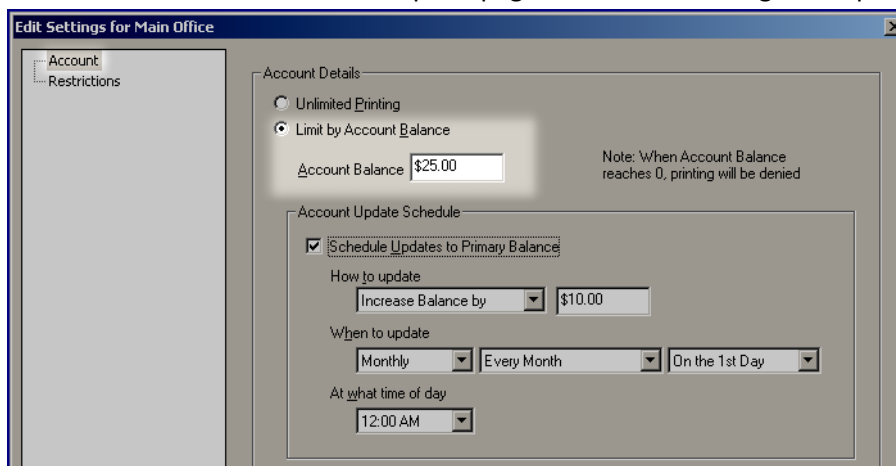 Edit Settings for Main Office
Account
Restrictions
Account Details
Unlimited Printing
Limit by Account Balance
Account Balance $25.00
Note: When Account Balance
reaches 0, printing will be denied
Account Update Schedule
Schedule Updates to Primary Balance
How to update
Increase Balance by $10.00
When to update
Monthly Every Month On the 1st Day
At what time of day
12:00 AM